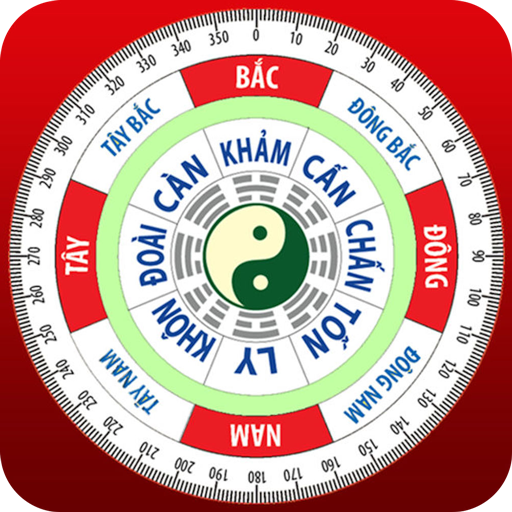 0
10
20
30
40
50
60
70
80
90
100
110
120
130
140
150
160
170
180
190
200
210
220
230
240
250
260
270
280
290
300
310
320
330
340
350
BẮC
ĐÔNG BẮC
ĐÔNG
ĐÔNG NAM
NAM
TÂY NAM
TÂY
TÂY BẮC
KHẢM
CẤN
CHẤN
TỐN
LY
KHÔN
ĐOÀI
CÀN